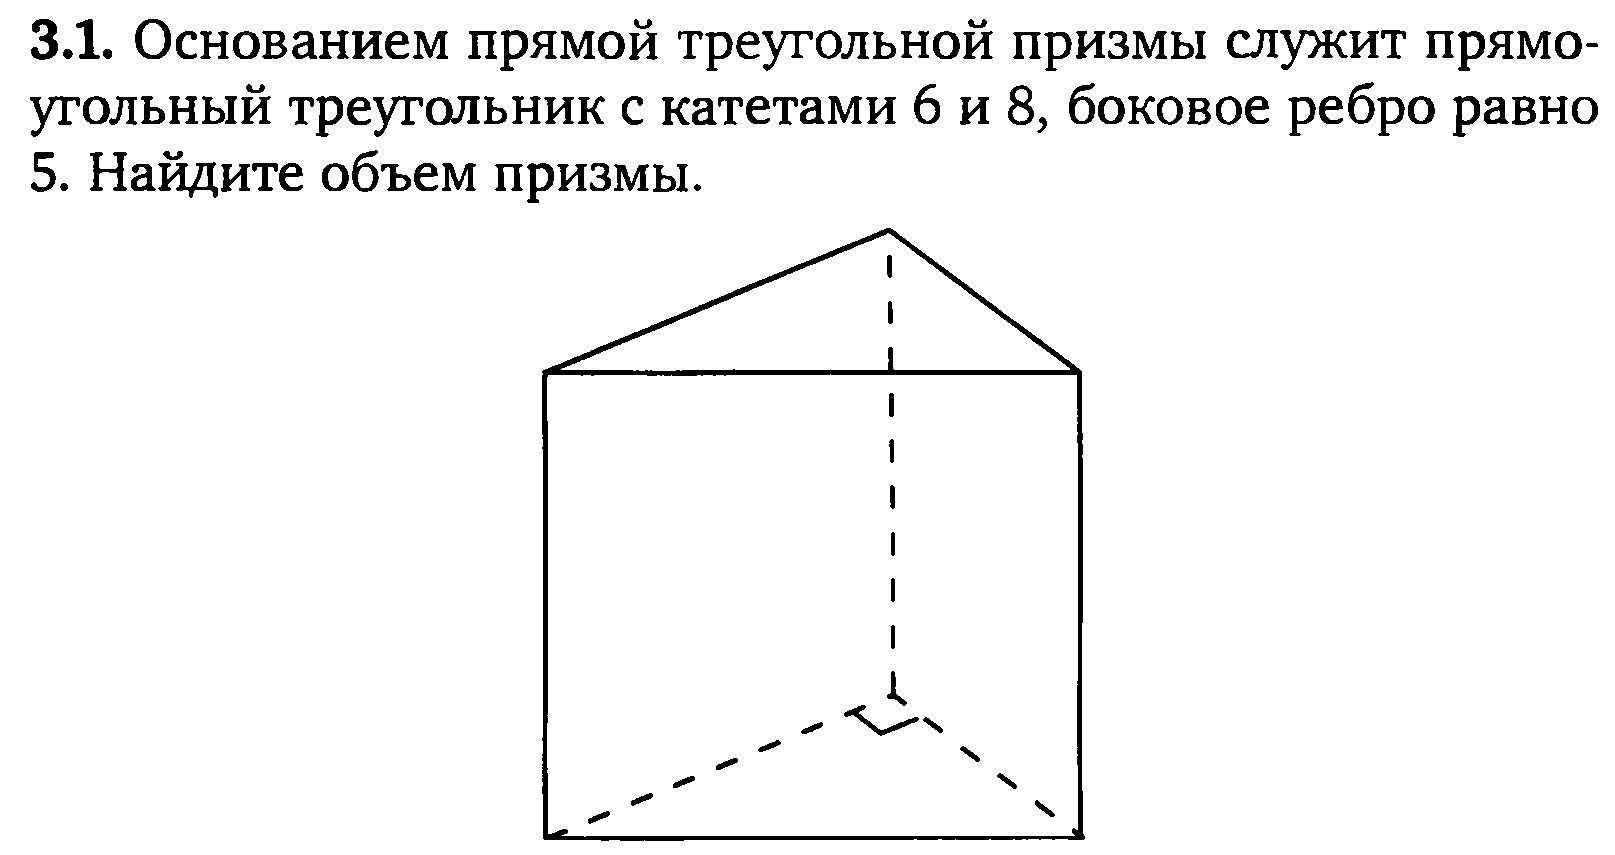 3.1. Основанием прямой треугольной призмы служит прямо-
угольный треугольник с катетами 6 и 8, боковое ребро равно
5. Найдите объем призмы.